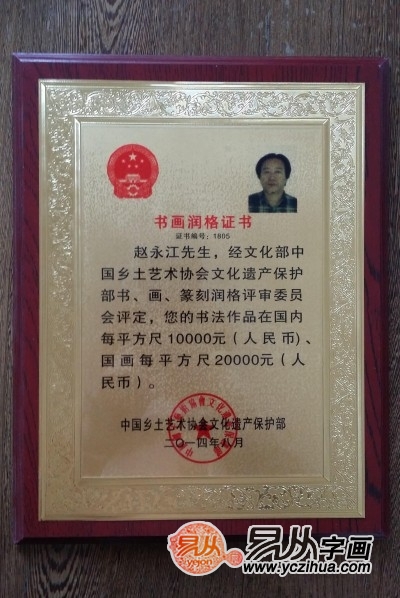 书画润格证书
证书编号：1805
赵永江先生，经文化部中
国乡土艺术协会文化遗产保护
部书、画、篆刻润格评审委员
会评定，您的书法作品在国内
每平方尺10000元（人民币）、
国画每平方尺20000元（人
民币）。
中国乡土艺术协会文化遗产保护部
二〇一四年八月
易从
yejon
易从字画
www.yczihua.com